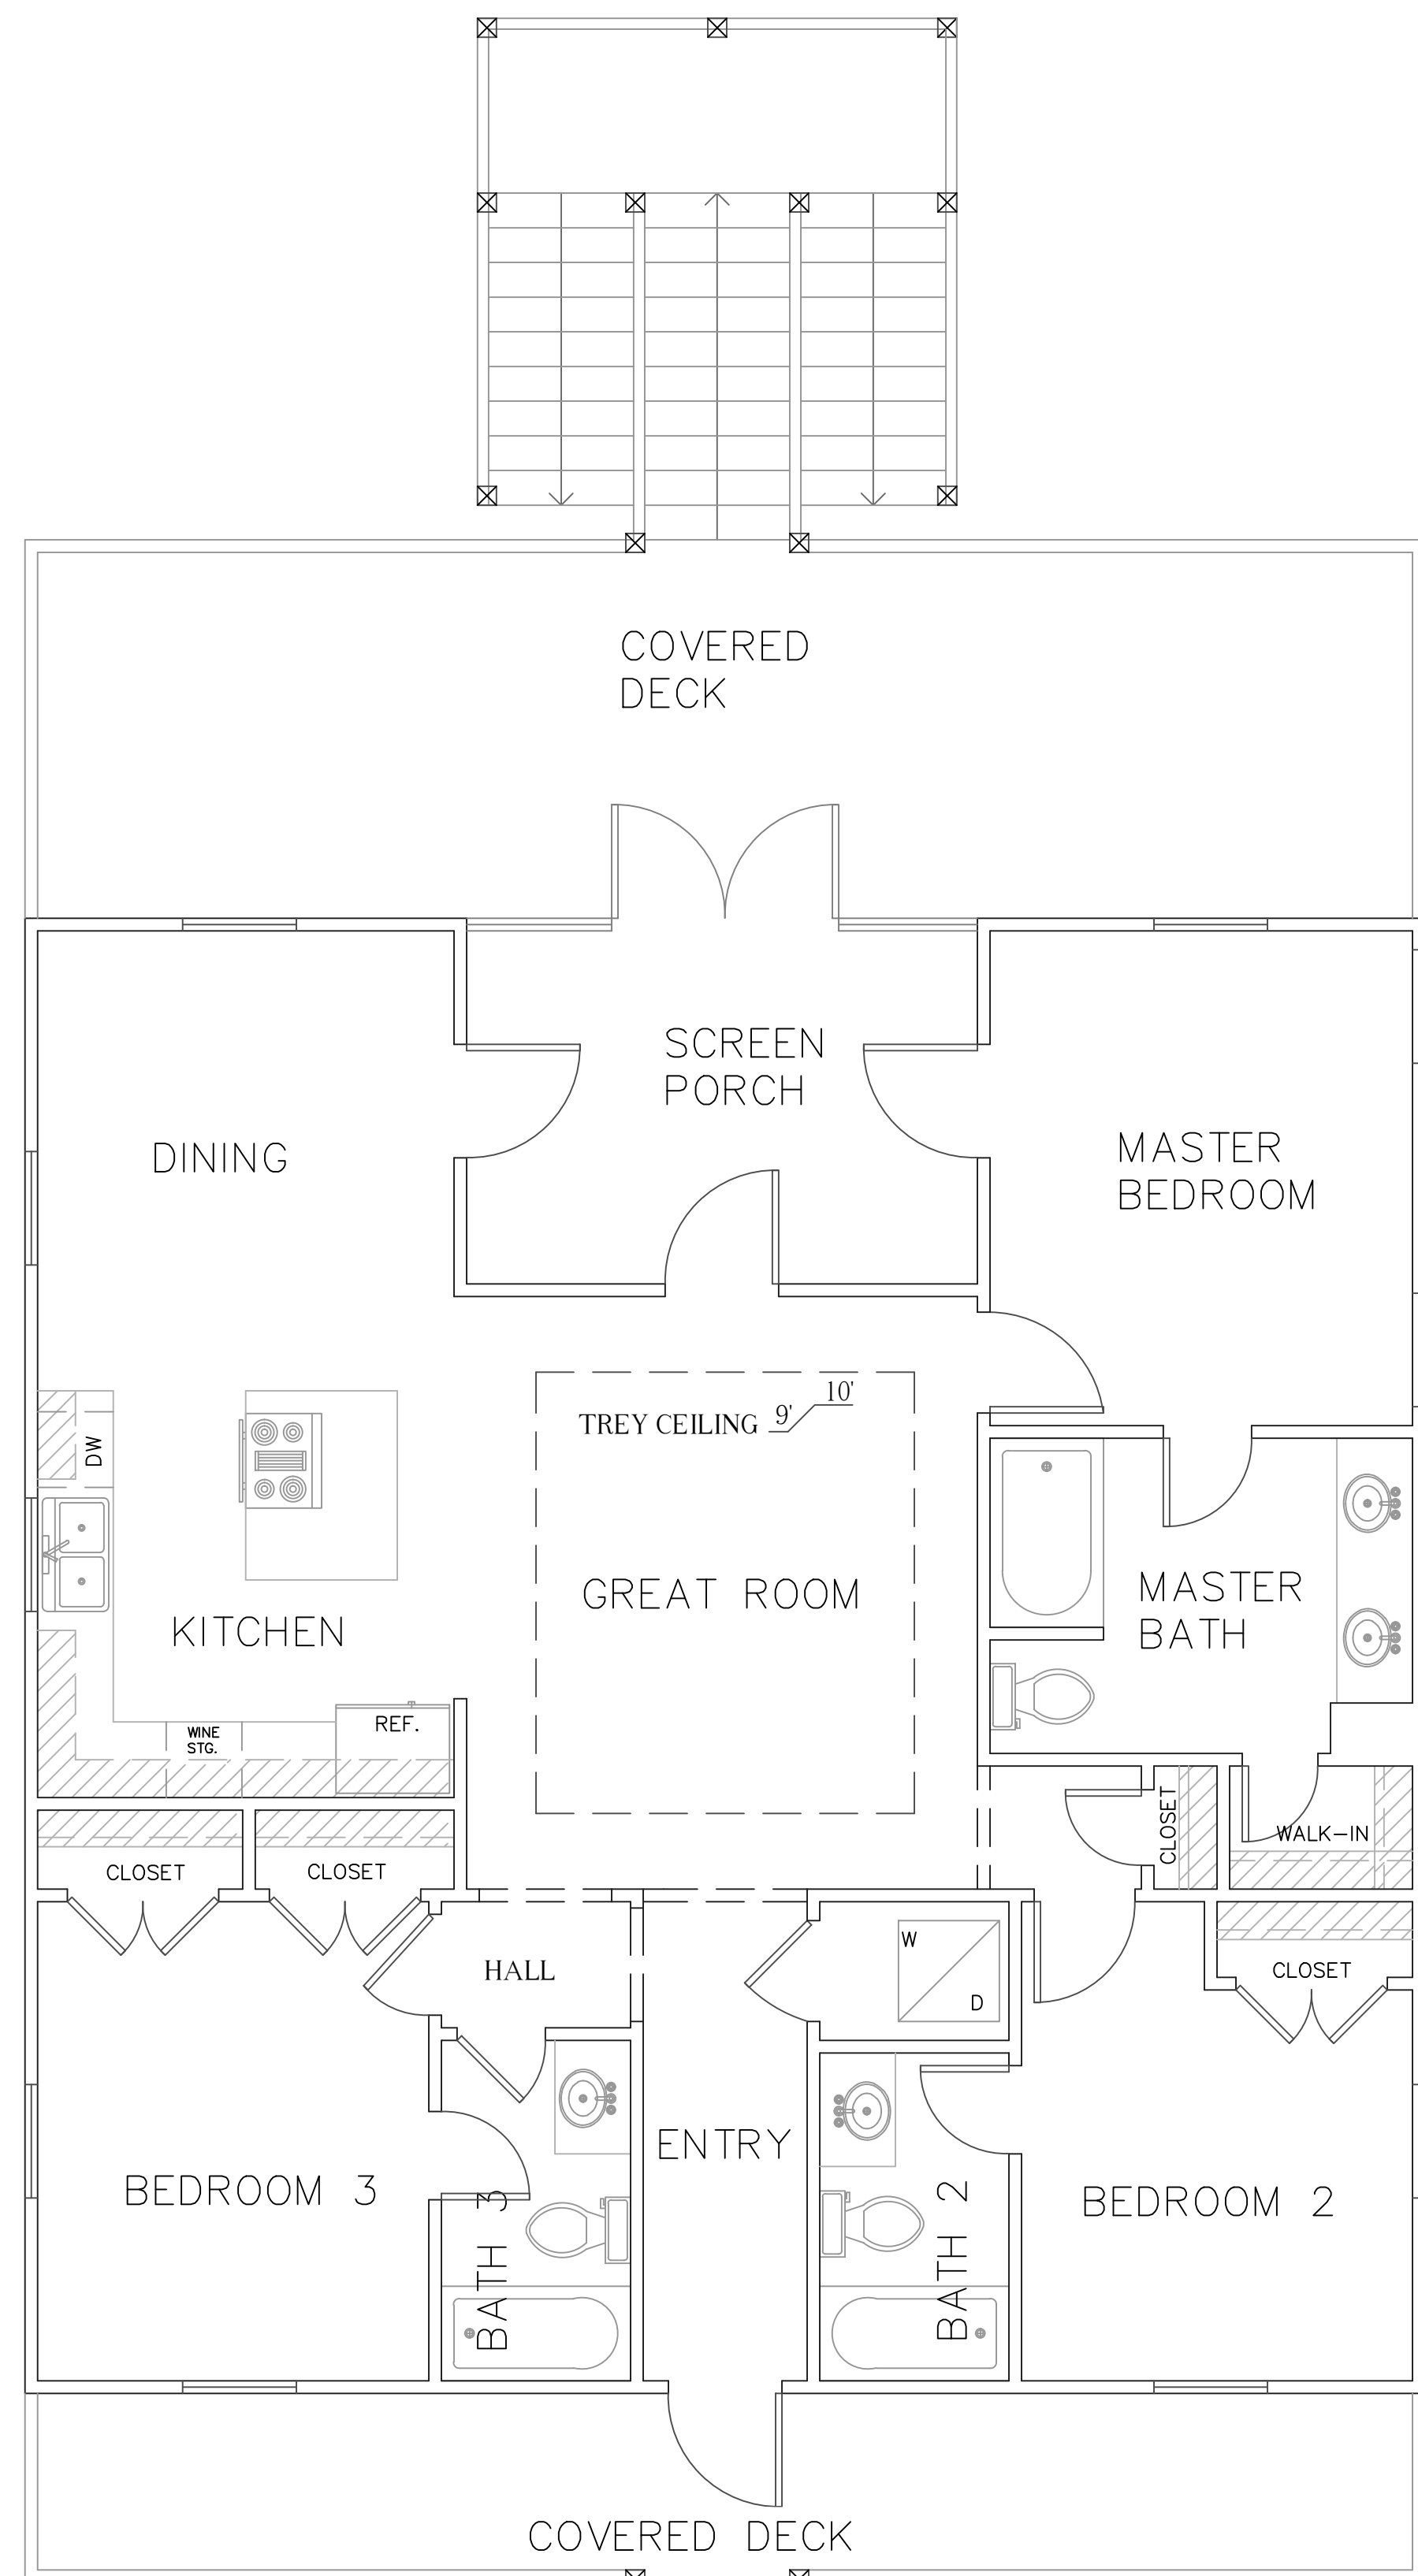 COVERED
DECK
SCREEN
PORCH
DINING
MASTER
BEDROOM
TREY CEILING 9' 10'
DW
GREAT ROOM
MASTER
BATH
KITCHEN
REF.
WINE
STG.
CLOSET
WALK-IN
CLOSET
CLOSET
HALL
W
D
CLOSET
ENTRY
BEDROOM 3
BATH 3
BATH 2
BEDROOM 2
COVERED DECK